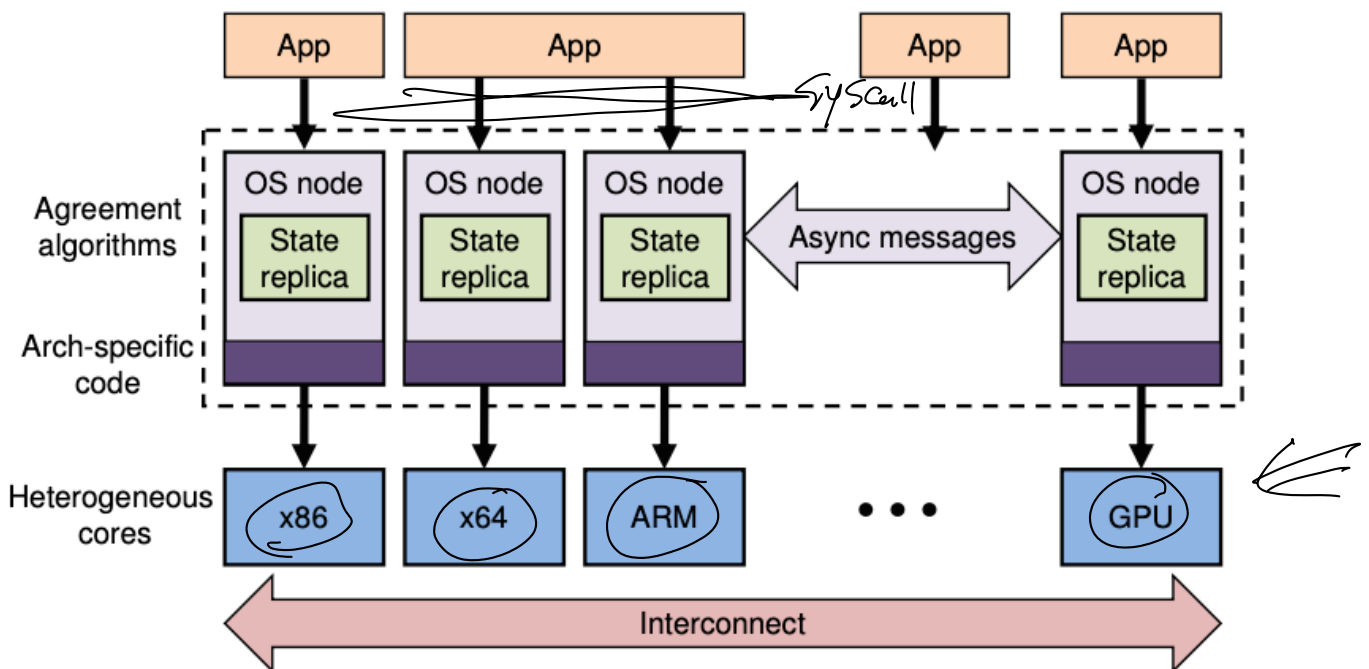 App
App
App
App
Syscall
Agreement
algorithms
OS node
State
replica
OS node
State
replica
OS node
State
replica
Async messages
OS node
State
replica
Arch-specific
code
Heterogeneous
cores
x86
x64
ARM
GPU
Interconnect